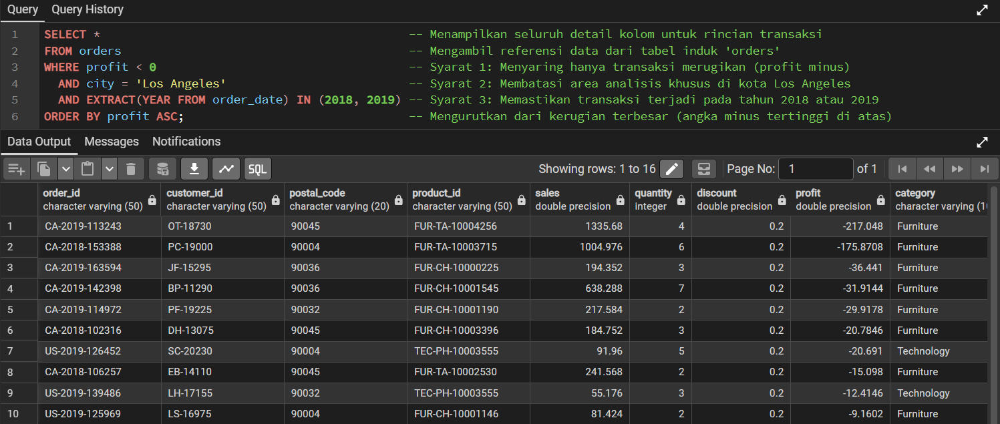 Query Query History
1 SELECT * -- Menampilkan seluruh detail kolom untuk rincian transaksi
2 FROM orders -- Mengambil referensi data dari tabel induk 'orders'
3 WHERE profit < 0 -- Syarat 1: Menyaring hanya transaksi merugikan (profit minus)
4 AND city = 'Los Angeles' -- Syarat 2: Membatasi area analisis khusus di kota Los Angeles
5 AND EXTRACT(YEAR FROM order_date) IN (2018, 2019) -- Syarat 3: Memastikan transaksi terjadi pada tahun 2018 atau 2019
6 ORDER BY profit ASC; -- Mengurutkan dari kerugian terbesar (angka minus tertinggi di atas)
Data Output Messages Notifications
SQL Showing rows: 1 to 16 Page No: 1 of 1
order_id customer_id postal_code product_id sales quantity discount profit category
character varying (50) character varying (50) character varying (20) character varying (50) double precision integer double precision double precision character varying (10
1 CA-2019-113243 OT-18730 90045 FUR-TA-10004256 1335.68 4 0.2 -217.048 Furniture
2 CA-2018-153388 PC-19000 90004 FUR-TA-10003715 1004.976 6 0.2 -175.8708 Furniture
3 CA-2019-163594 JF-15295 90036 FUR-CH-10000225 194.352 3 0.2 -36.441 Furniture
4 CA-2019-142398 BP-11290 90036 FUR-CH-10001545 638.288 7 0.2 -31.9144 Furniture
5 CA-2019-114972 PF-19225 90032 FUR-CH-10001190 217.584 2 0.2 -29.9178 Furniture
6 CA-2018-102316 DH-13075 90045 FUR-CH-10003396 184.752 3 0.2 -20.7846 Furniture
7 US-2019-126452 SC-20230 90004 TEC-PH-10003555 91.96 5 0.2 -20.691 Technology
8 CA-2018-106257 EB-14110 90045 FUR-TA-10002530 241.568 2 0.2 -15.098 Furniture
9 US-2019-139486 LH-17155 90032 TEC-PH-10003555 55.176 3 0.2 -12.4146 Technology
10 US-2019-125969 LS-16975 90004 FUR-CH-10001146 81.424 2 0.2 -9.1602 Furniture